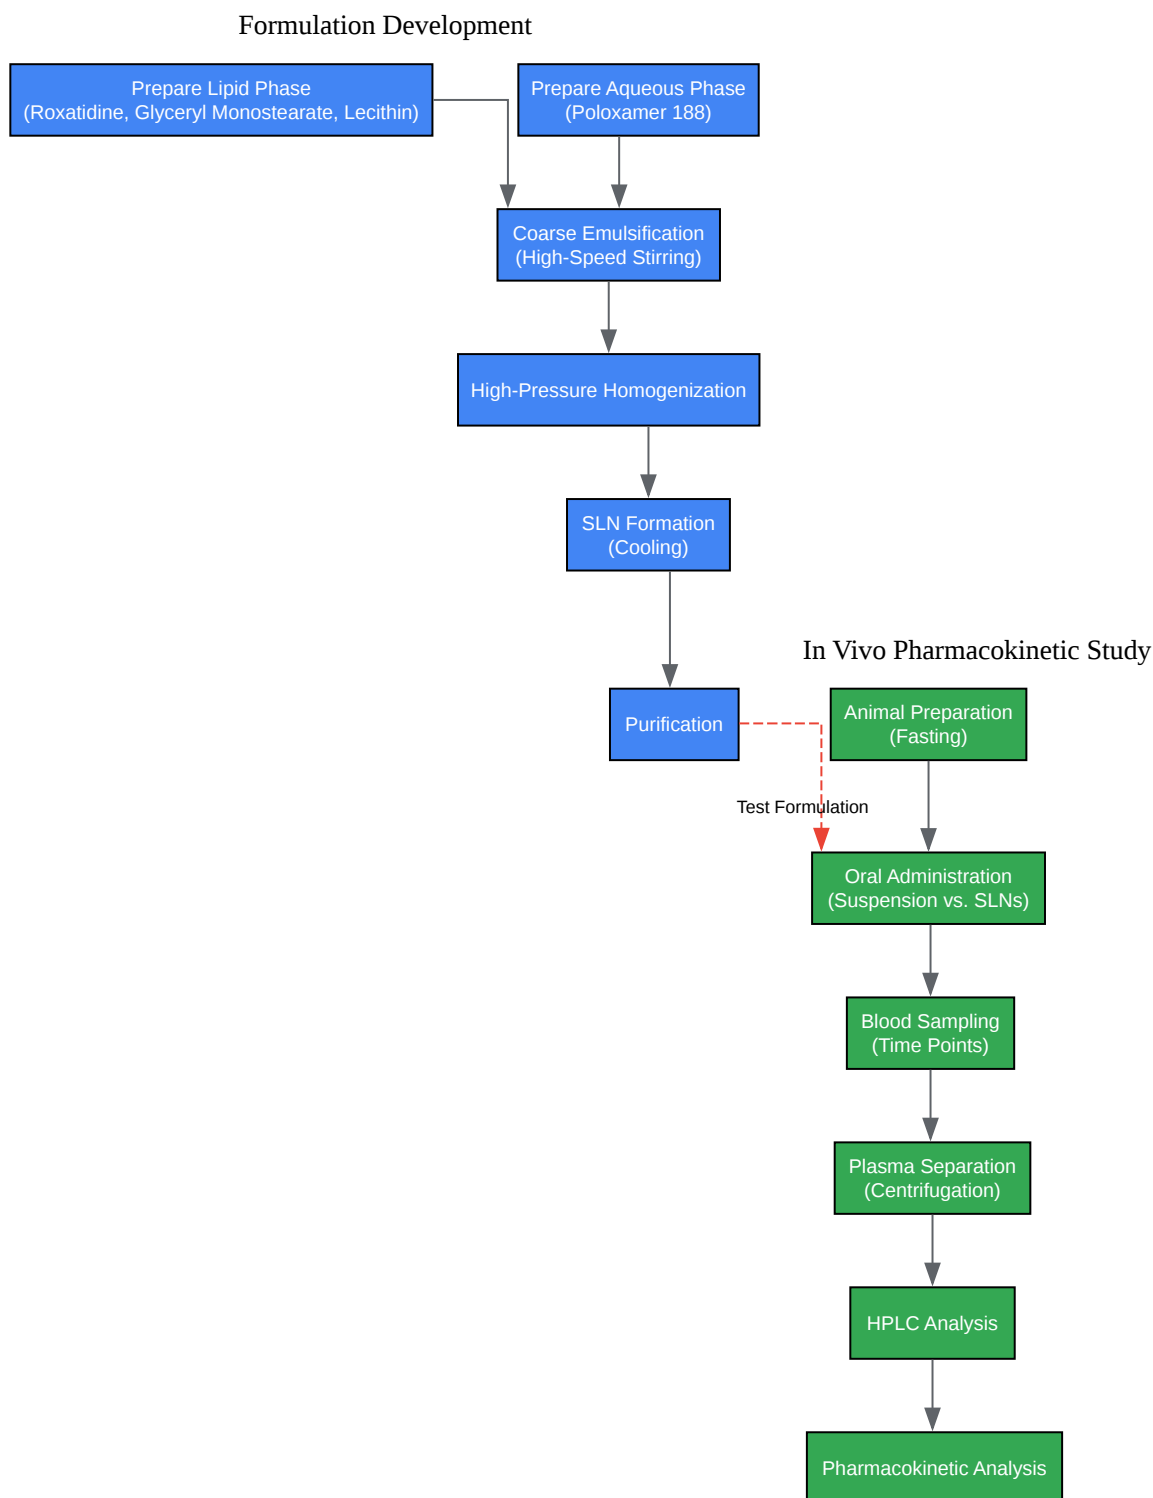 Formulation Development
Prepare Lipid Phase
(Roxatidine, Glyceryl Monostearate, Lecithin)
Prepare Aqueous Phase
(Poloxamer 188)
Coarse Emulsification
(High-Speed Stirring)
High-Pressure Homogenization
SLN Formation
(Cooling)
Purification
In Vivo Pharmacokinetic Study
Animal Preparation
(Fasting)
Test Formulation
Oral Administration
(Suspension vs. SLNs)
Blood Sampling
(Time Points)
Plasma Separation
(Centrifugation)
HPLC Analysis
Pharmacokinetic Analysis